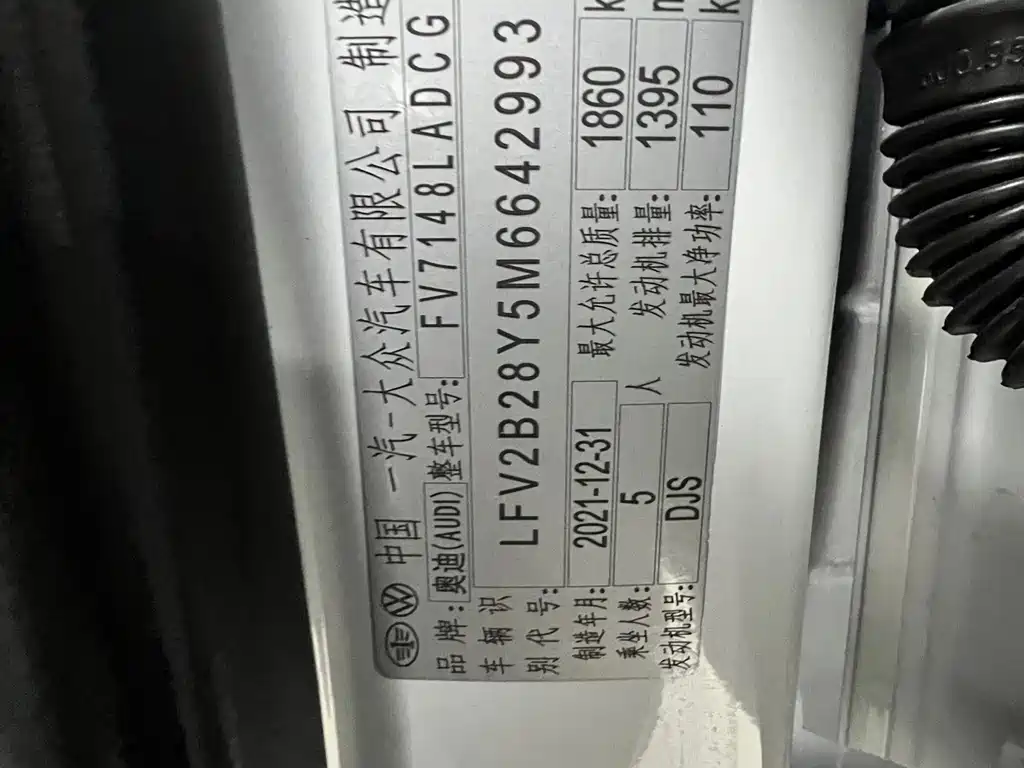 中国 一汽-大众汽车有限公司 制造
品牌: 奥迪(AUDI) 整车型号: FV7148LADCG
车辆识别代号: LFV2B28Y5M6642993
制造年月: 2021-12-31 最大允许总质量: 1860 k
乘坐人数: 5 人 发动机排量: 1395
发动机型号: DJS 发动机最大净功率: 110 k